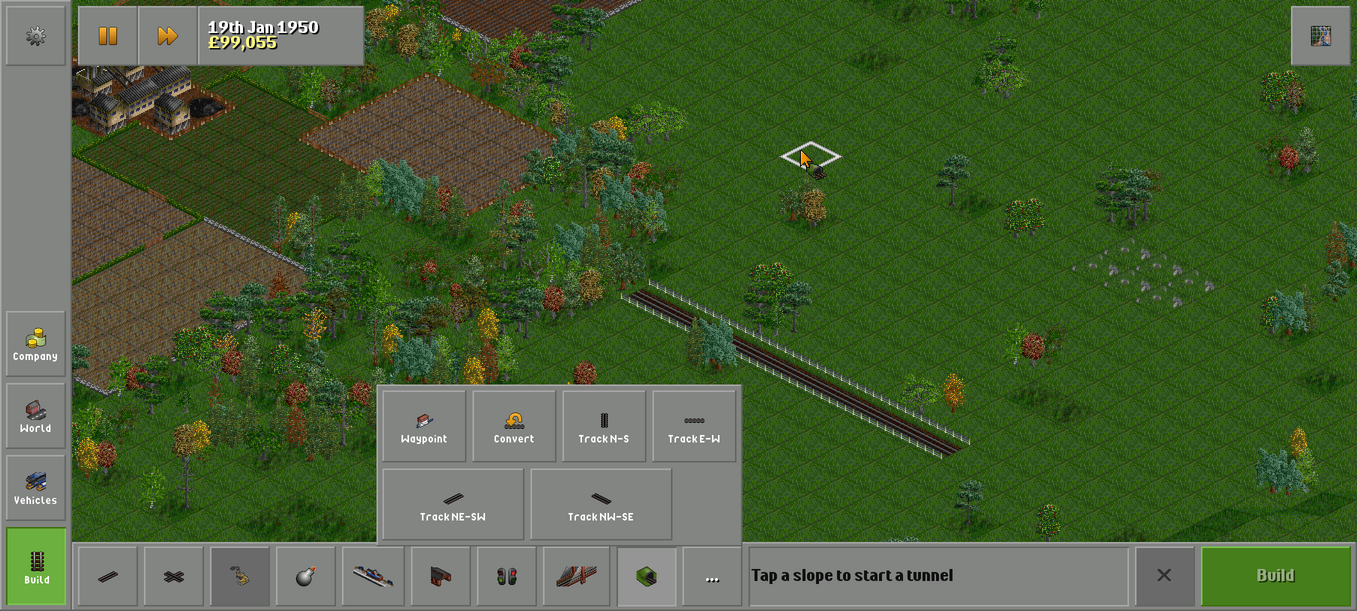 19th Jan 1950
£99,055
Company
World
Vehicles
Build
Waypoint
Convert
Track N-S
Track E-W
Track NE-SW
Track NW-SE
...
Tap a slope to start a tunnel
Build